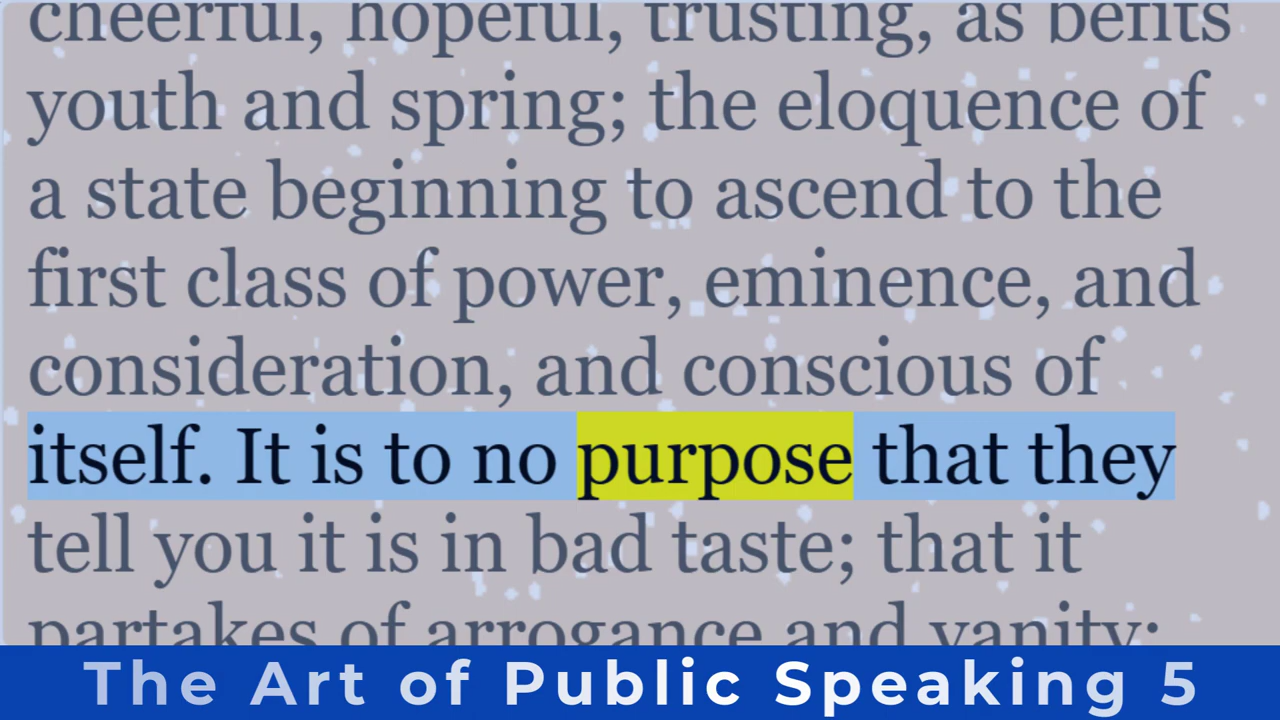 cheerful, hopeful, trusting, as befits
youth and spring; the eloquence of
a state beginning to ascend to the
first class of power, eminence, and
consideration, and conscious of
itself. It is to no purpose that they
tell you it is in bad taste; that it
partakes of arrogance and vanity;
The Art of Public Speaking 5